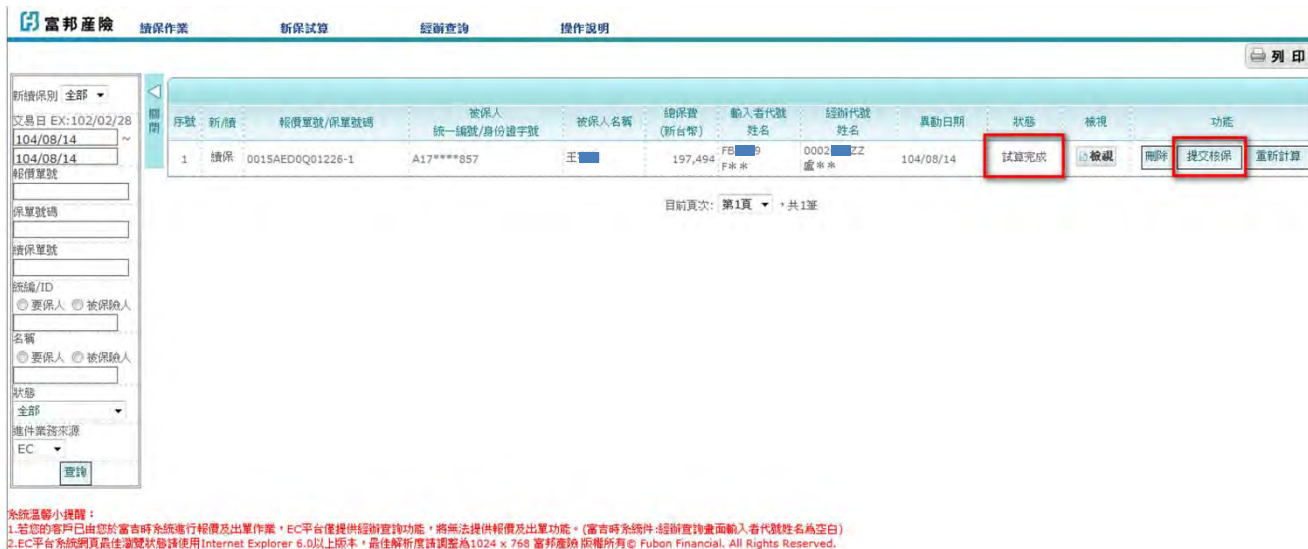 富邦產險
續保作業 新保試算 經辦查詢 操作說明
列印
新續保別 全部
交易日 EX:102/02/28
104/08/14 ~
104/08/14
報價單號
保單號碼
續保單號
統編/ID
要保人 被保險人
名稱
要保人 被保險人
狀態
全部
進件業務來源
EC
查詢
關閉
序號 新/續 報價單號/保單號碼 被保人 統一編號/身份證字號 被保人名稱 總保費 (新台幣) 輸入者代號 姓名 經辦代號 姓名 異動日期 狀態 檢視 功能
1 續保 0015AED0Q01226-1 A17****857 王 197,494 FB 9 F** 0002 ZZ 盧** 104/08/14 試算完成 檢視 刪除 提交核保 重新計算
目前頁次: 第1頁 ,共1筆
系統溫馨小提醒:
1.若您的客戶已由您於富吉時系統進行報價及出單作業,EC平台僅提供經辦查詢功能,將無法提供報價及出單功能。(富吉時系統件:經辦查詢畫面輸入者代號姓名為空白)
2.EC平台系統網頁最佳瀏覽狀態請使用Internet Explorer 6.0以上版本,最佳解析度請調整為1024 x 768 富邦產險 版權所有© Fubon Financial. All Rights Reserved.